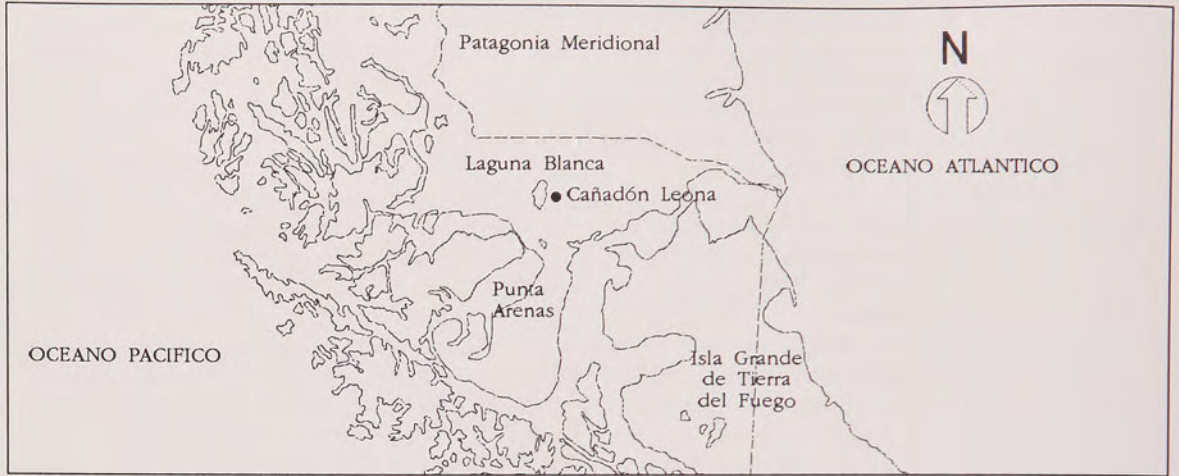 Patagonia Meridional
N
OCEANO ATLANTICO
Laguna Blanca
Cañadón Leona
Punta
Arenas
OCEANO PACIFICO
Isla Grande
de Tierra
del Fuego